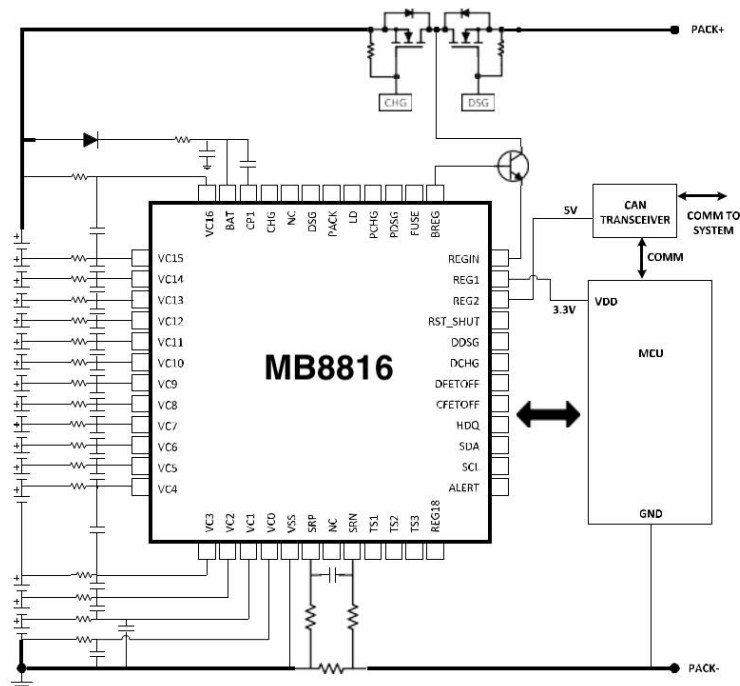 PACK+
CHG
DSG
VC16
BAT
CP1
CHG
NC
DSG
PACK
LD
PCHG
PDSG
FUSE
BREG
5V
CAN
TRANSCEIVER
COMM TO
SYSTEM
COMM
VC15
VC14
VC13
VC12
VC11
VC10
VC9
VC8
VC7
VC6
VC5
VC4
MB8816
REGIN
REG1
REG2
RST_SHUT
DDSG
DCHG
DFETOFF
CFETOFF
HDQ
SDA
SCL
ALERT
3.3V
VDD
MCU
GND
VC3
VC2
VC1
VC0
VSS
SRP
NC
SRN
TS1
TS2
TS3
REG18
PACK-